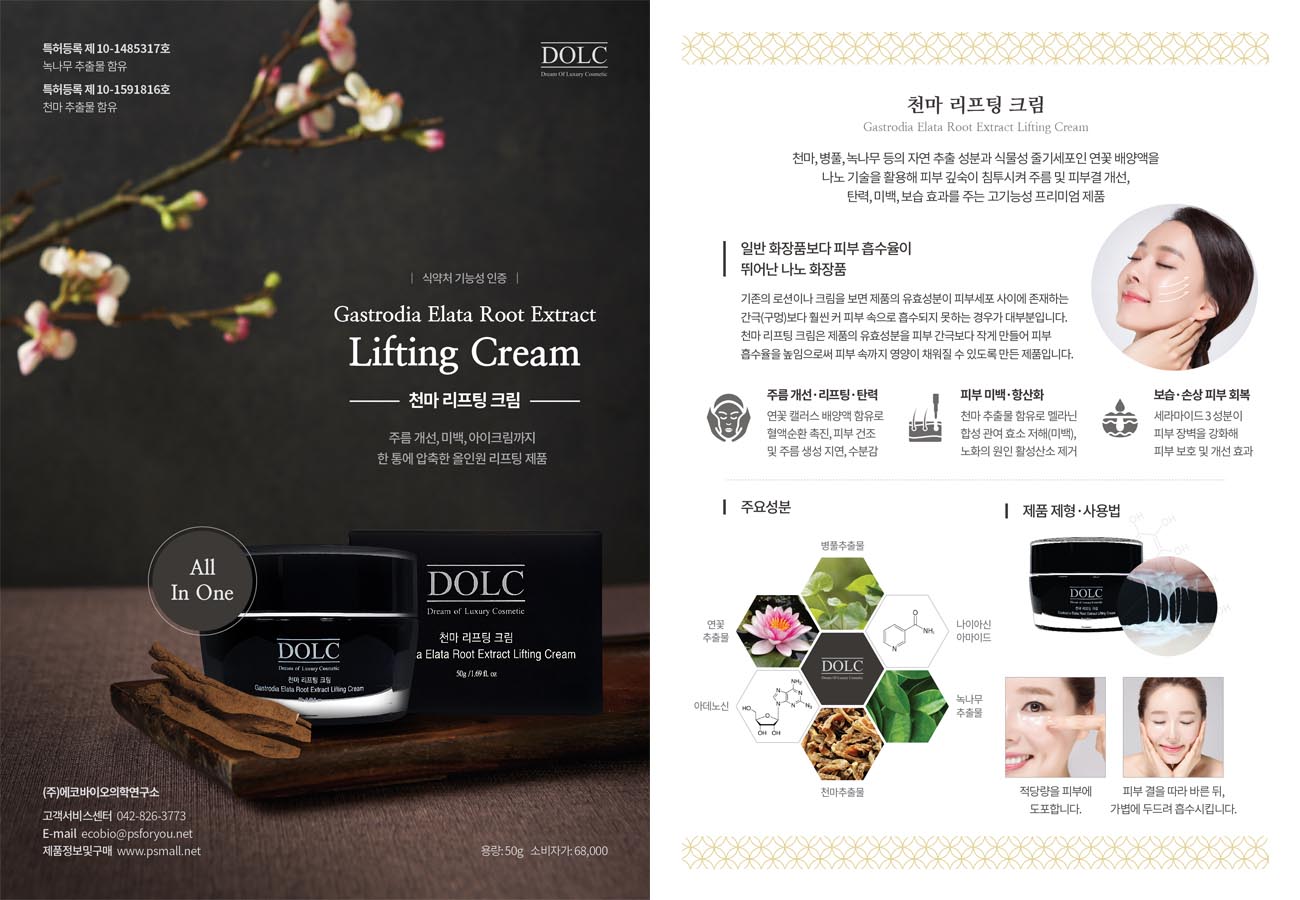 특허등록 제 10-1485317호
녹나무 추출물 함유
특허등록 제 10-1591816호
천마 추출물 함유
DOLC
Dream Of Luxury Cosmetic
| 식약처 기능성 인증 |
Gastrodia Elata Root Extract
Lifting Cream
천마 리프팅 크림
주름 개선, 미백, 아이크림까지
한 통에 압축한 올인원 리프팅 제품
All
In One
DOLC
Dream of Luxury Cosmetic
천마 리프팅 크림
a Elata Root Extract Lifting Cream
50g /1.69 fl. oz
DOLC
Dream of Luxury Cosmetic
천마 리프팅 크림
Gastrodia Elata Root Extract Lifting Cream
(주)에코바이오의학연구소
고객서비스센터 042-826-3773
E-mail ecobio@psforyou.net
제품정보및구매 www.psmall.net
용량: 50g 소비자가: 68,000
천마 리프팅 크림
Gastrodia Elata Root Extract Lifting Cream
천마, 병풀, 녹나무 등의 자연 추출 성분과 식물성 줄기세포인 연꽃 배양액을
나노 기술을 활용해 피부 깊숙이 침투시켜 주름 및 피부결 개선,
탄력, 미백, 보습 효과를 주는 고기능성 프리미엄 제품
일반 화장품보다 피부 흡수율이
뛰어난 나노 화장품
기존의 로션이나 크림을 보면 제품의 유효성분이 피부세포 사이에 존재하는
간극(구멍)보다 훨씬 커 피부 속으로 흡수되지 못하는 경우가 대부분입니다.
천마 리프팅 크림은 제품의 유효성분을 피부 간극보다 작게 만들어 피부
흡수율을 높임으로써 피부 속까지 영양이 채워질 수 있도록 만든 제품입니다.
주름 개선·리프팅·탄력
연꽃 캘러스 배양액 함유로
혈액순환 촉진, 피부 건조
및 주름 생성 지연, 수분감
피부 미백·항산화
천마 추출물 함유로 멜라닌
합성 관여 효소 저해(미백),
노화의 원인 활성산소 제거
보습·손상 피부 회복
세라마이드 3 성분이
피부 장벽을 강화해
피부 보호 및 개선 효과
주요성분
병풀추출물
연꽃
추출물
나이아신
아마이드
O
NH₂
N
DOLC
Dream Of Luxury Cosmetic
아데노신
NH₂
N
N
N
N
N₂
HO
O
OH OH
녹나무
추출물
천마추출물
제품 제형·사용법
OH
OH
OH
OH
DOLC
Dream of Luxury Cosmetic
천마 리프팅 크림
Gastrodia Elata Root Extract Lifting Cream
적당량을 피부에
도포합니다.
피부 결을 따라 바른 뒤,
가볍에 두드려 흡수시킵니다.